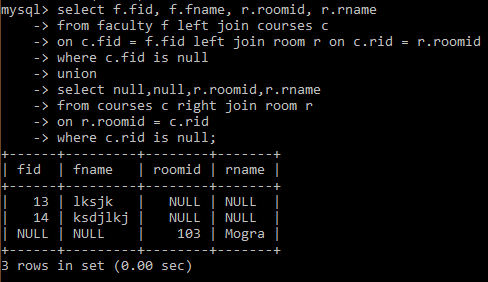 mysql> select f.fid, f.fname, r.roomid, r.rname
    -> from faculty f left join courses c
    -> on c.fid = f.fid left join room r on c.rid = r.roomid
    -> where c.fid is null
    -> union
    -> select null,null,r.roomid,r.rname
    -> from courses c right join room r
    -> on r.roomid = c.rid
    -> where c.rid is null;
+------+---------+--------+-------+
| fid  | fname   | roomid | rname |
+------+---------+--------+-------+
|   13 | lksjk   |   NULL | NULL  |
|   14 | ksdjlkj |   NULL | NULL  |
| NULL | NULL    |    103 | Mogra |
+------+---------+--------+-------+
3 rows in set (0.00 sec)